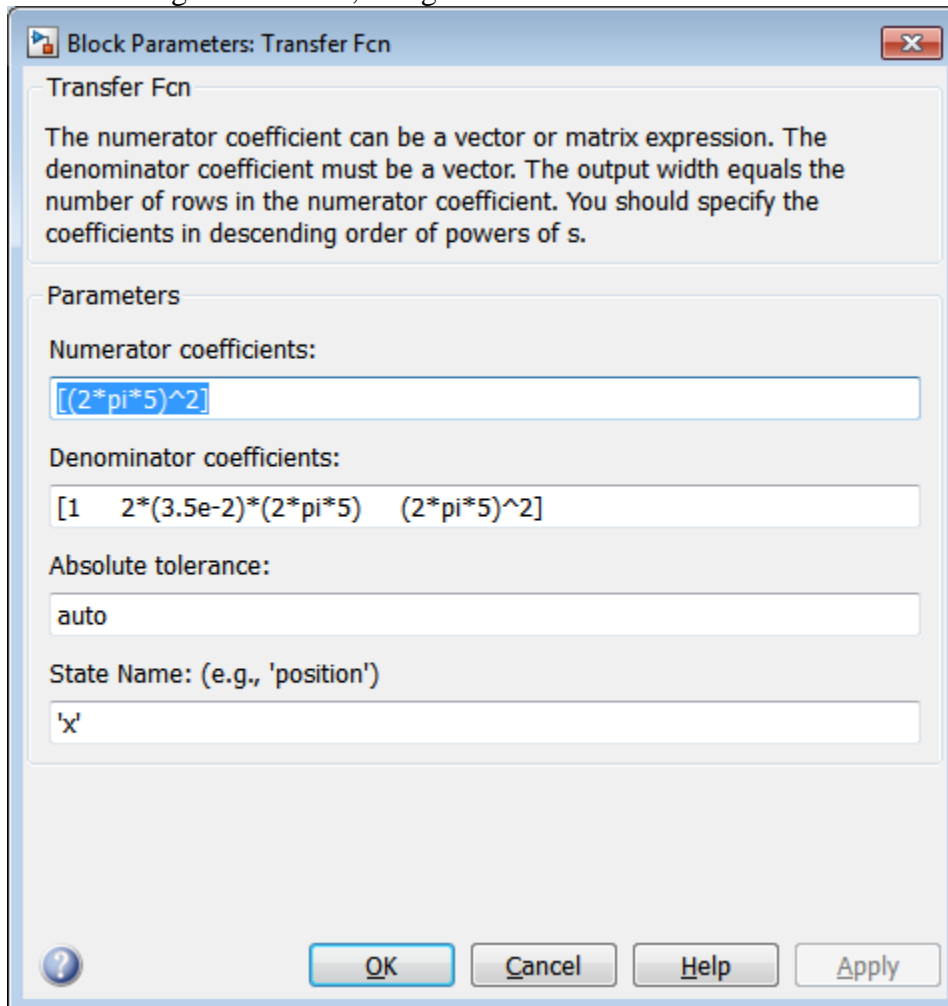 Block Parameters: Transfer Fcn
Transfer Fcn
The numerator coefficient can be a vector or matrix expression. The
denominator coefficient must be a vector. The output width equals the
number of rows in the numerator coefficient. You should specify the
coefficients in descending order of powers of s.
Parameters
Numerator coefficients:
[(2*pi*5)^2]
Denominator coefficients:
[1 2*(3.5e-2)*(2*pi*5) (2*pi*5)^2]
Absolute tolerance:
auto
State Name: (e.g., 'position')
'x'
OK Cancel Help Apply